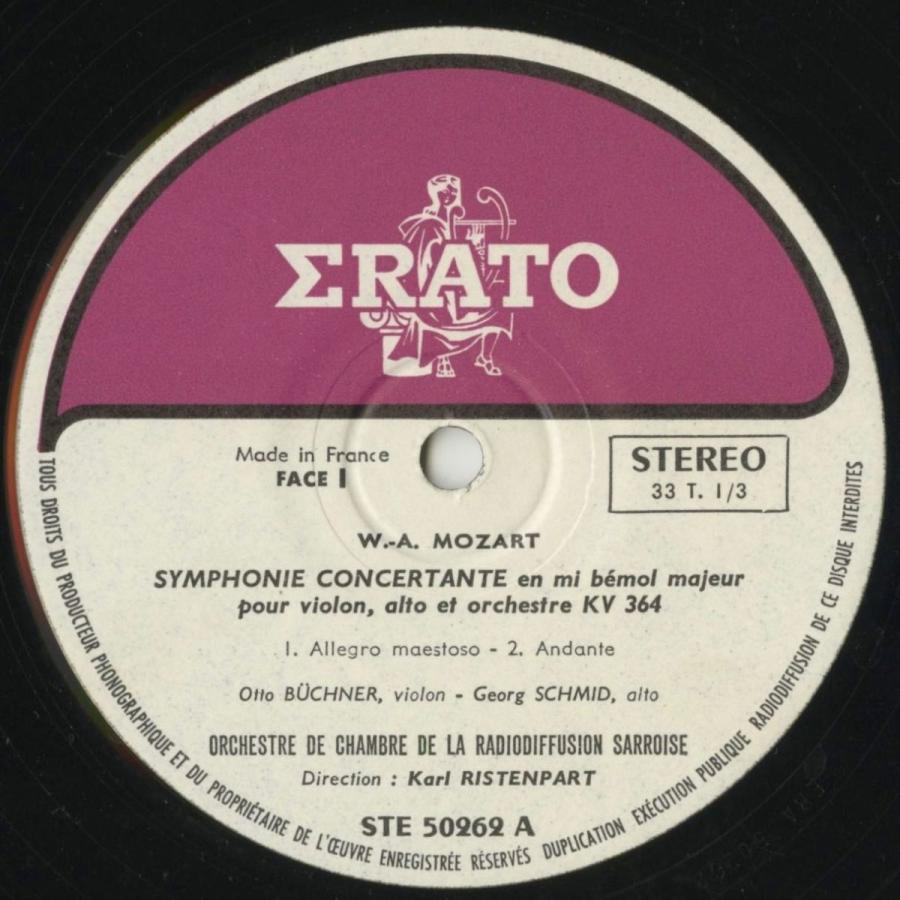 ΣRATO
Made in France
FACE I
STEREO
33 T. 1/3
W.-A. MOZART
SYMPHONIE CONCERTANTE en mi bémol majeur
pour violon, alto et orchestre KV 364
1. Allegro maestoso - 2. Andante
Otto BÜCHNER, violon - Georg SCHMID, alto
ORCHESTRE DE CHAMBRE DE LA RADIODIFFUSION SARROISE
Direction : Karl RISTENPART
STE 50262 A
TOUS DROITS DU PRODUCTEUR PHONOGRAPHIQUE ET DU PROPRIÉTAIRE DE L'ŒUVRE ENREGISTRÉE RÉSERVÉS DUPLICATION EXÉCUTION PUBLIQUE RADIODIFFUSION DE CE DISQUE INTERDITES